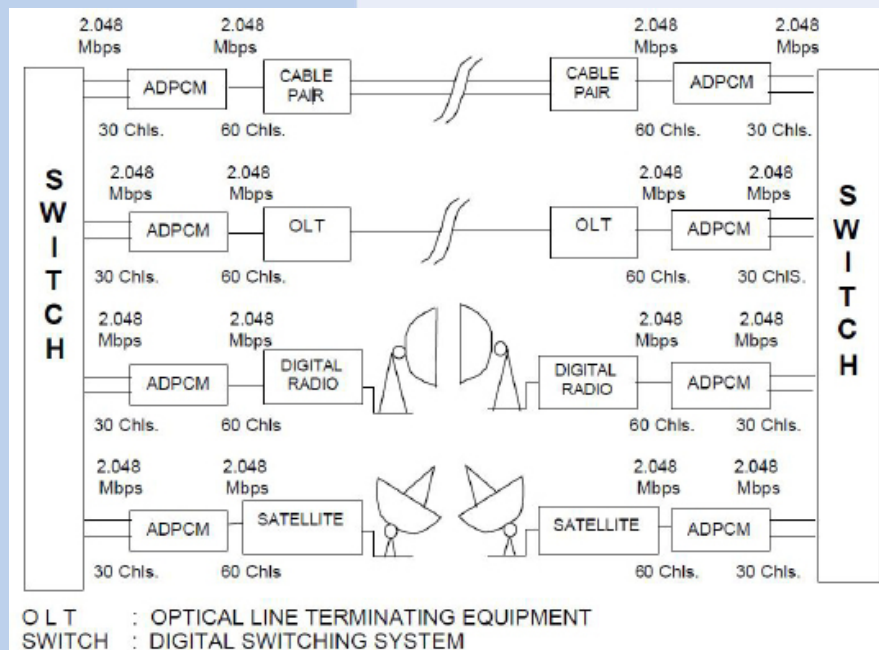 2.048 2.048 2.048 2.048
Mbps Mbps Mbps Mbps
ADPCM CABLE PAIR CABLE PAIR ADPCM
30 Chls. 60 Chls. 60 Chls. 30 Chls.
SWITCH
SWITCH
2.048 2.048 2.048 2.048
Mbps Mbps Mbps Mbps
ADPCM OLT OLT ADPCM
30 Chls. 60 Chls. 60 Chls. 30 ChlS.
2.048 2.048 2.048 2.048
Mbps Mbps Mbps Mbps
ADPCM DIGITAL RADIO DIGITAL RADIO ADPCM
30 Chls. 60 Chls 60 Chls. 30 Chls.
2.048 2.048 2.048 2.048
Mbps Mbps Mbps Mbps
ADPCM SATELLITE SATELLITE ADPCM
30 Chls. 60 Chls 60 Chls. 30 Chls.
O L T : OPTICAL LINE TERMINATING EQUIPMENT
SWITCH : DIGITAL SWITCHING SYSTEM